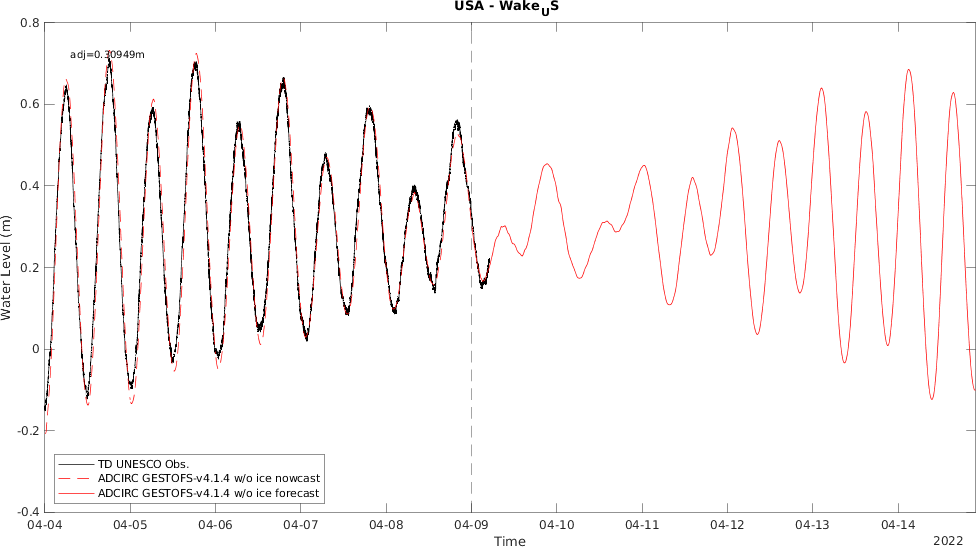 USA - Wake_US
adj=0.30949m
0.8
0.6
0.4
0.2
0
-0.2
-0.4
Water Level (m)
TD UNESCO Obs.
ADCIRC GESTOFS-v4.1.4 w/o ice nowcast
ADCIRC GESTOFS-v4.1.4 w/o ice forecast
04-04 04-05 04-06 04-07 04-08 04-09 04-10 04-11 04-12 04-13 04-14
Time
2022